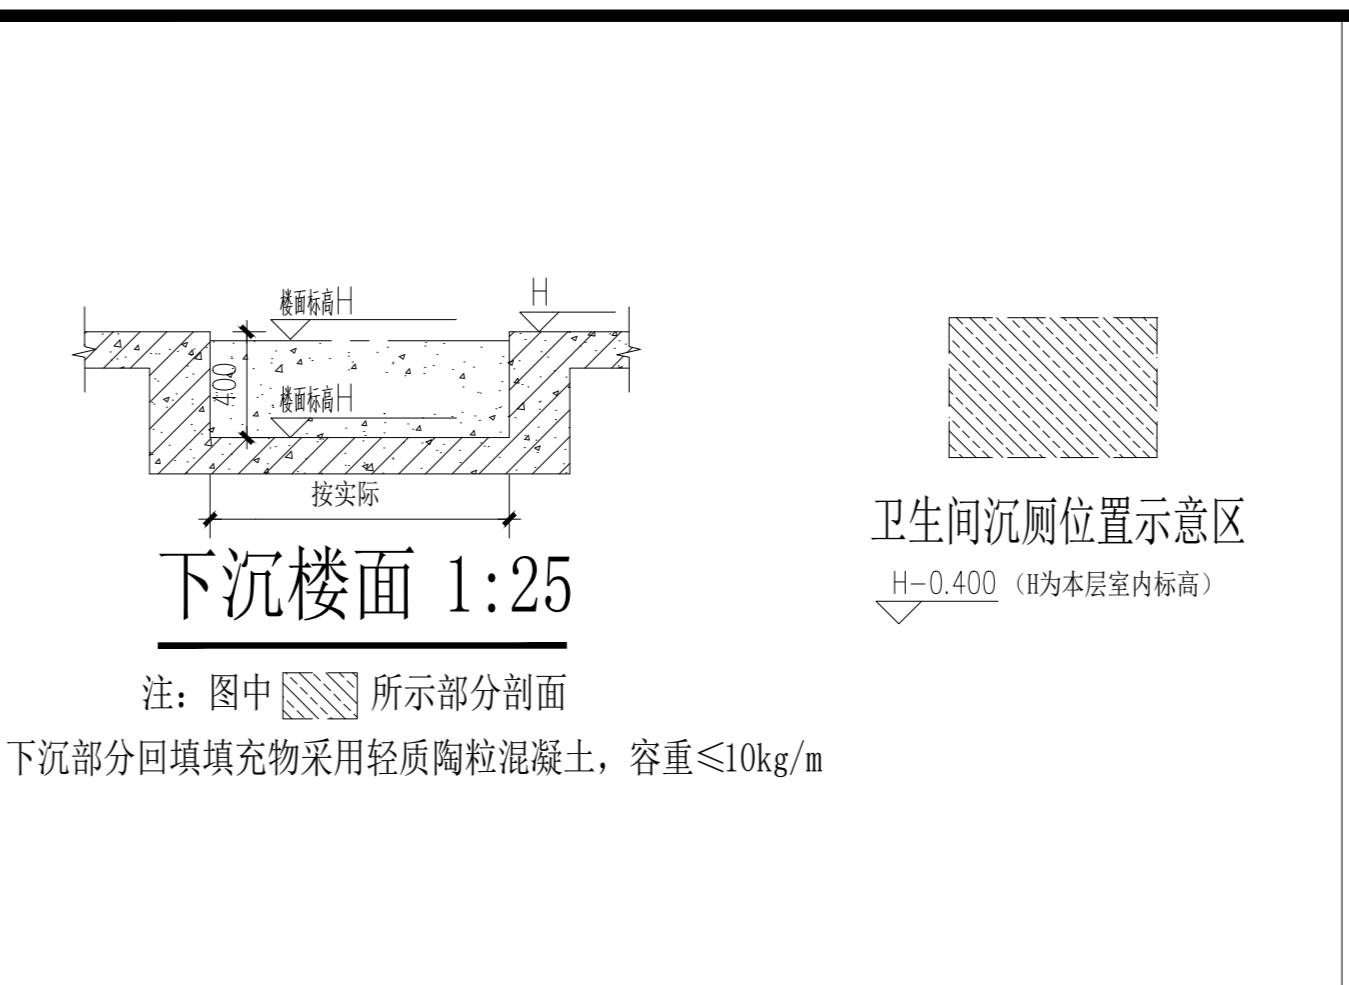 楼面标高H
H
400
楼面标高H
按实际
下沉楼面 1:25
注：图中 所示部分剖面
下沉部分回填填充物采用轻质陶粒混凝土，容重≤10kg/m
卫生间沉厕位置示意区
H-0.400（H为本层室内标高）